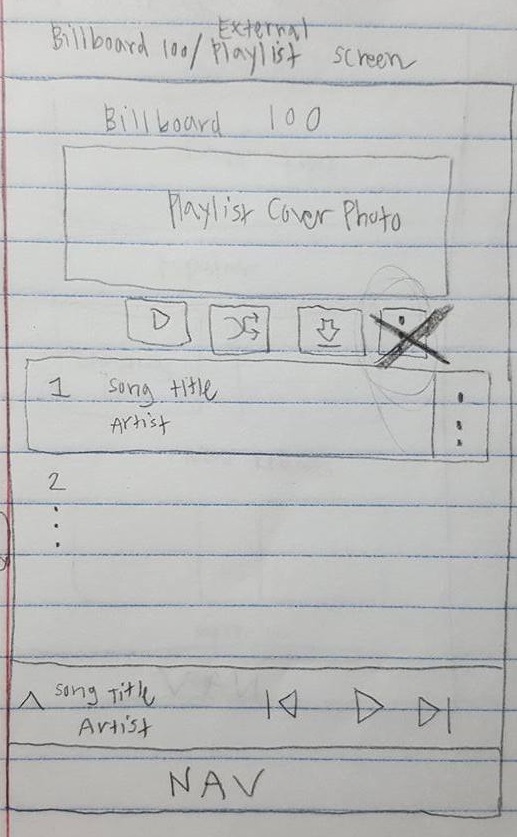 External
Billboard 100/Playlist screen
Billboard 100
Playlist Cover Photo
1 Song title
Artist
2
Song Title
Artist
NAV